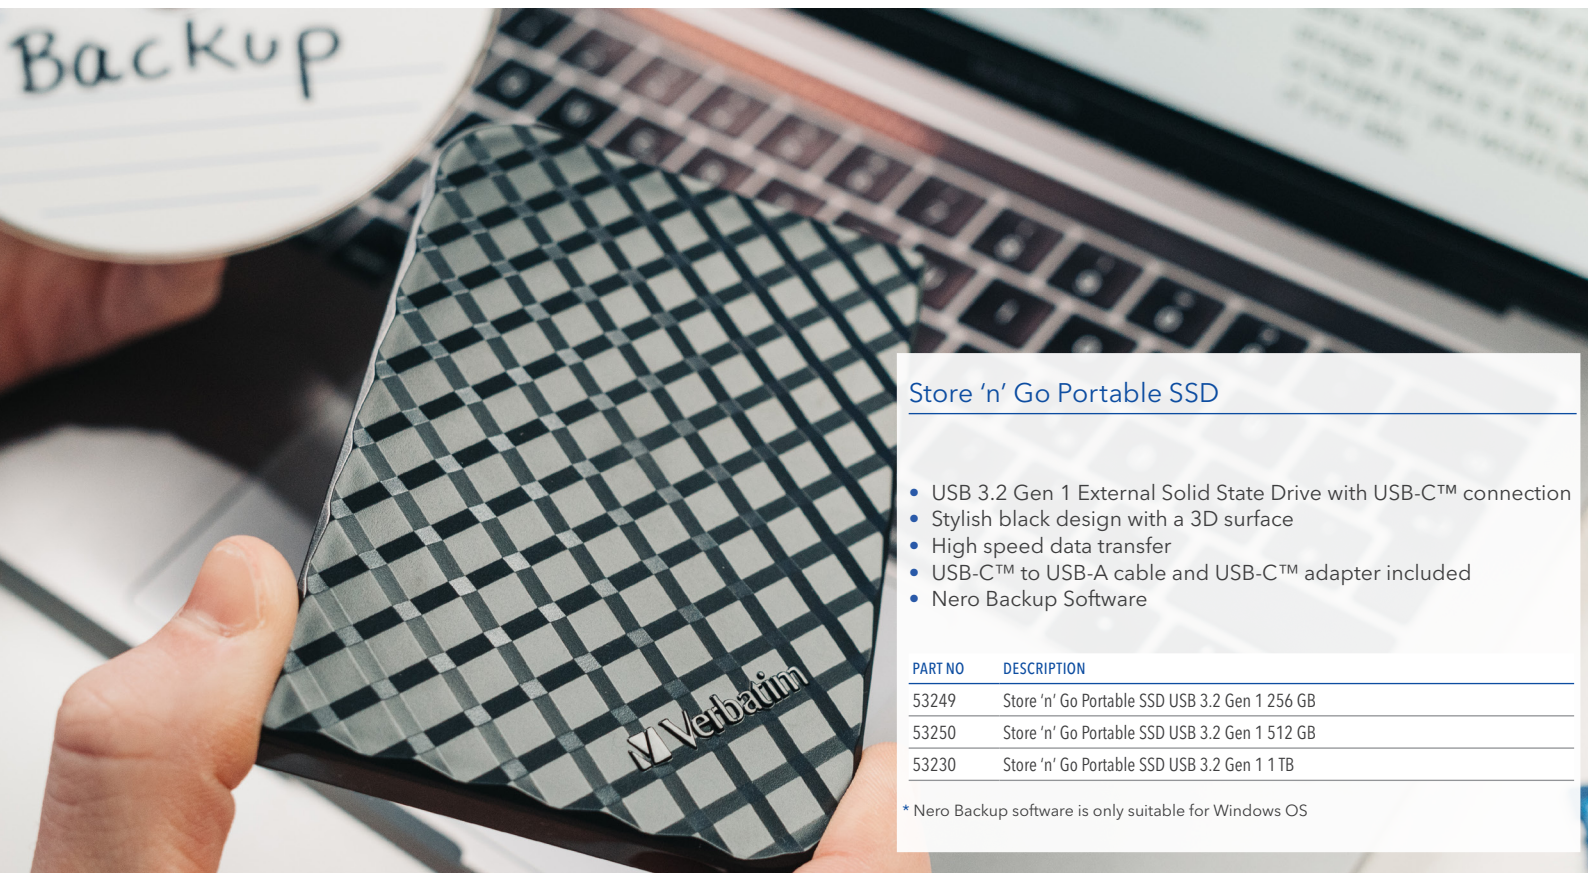 Backup
Verbatim
Store ‘n’ Go Portable SSD
• USB 3.2 Gen 1 External Solid State Drive with USB-C™ connection
• Stylish black design with a 3D surface
• High speed data transfer
• USB-C™ to USB-A cable and USB-C™ adapter included
• Nero Backup Software
PART NO DESCRIPTION
53249 Store ‘n’ Go Portable SSD USB 3.2 Gen 1 256 GB
53250 Store ‘n’ Go Portable SSD USB 3.2 Gen 1 512 GB
53230 Store ‘n’ Go Portable SSD USB 3.2 Gen 1 1 TB
* Nero Backup software is only suitable for Windows OS